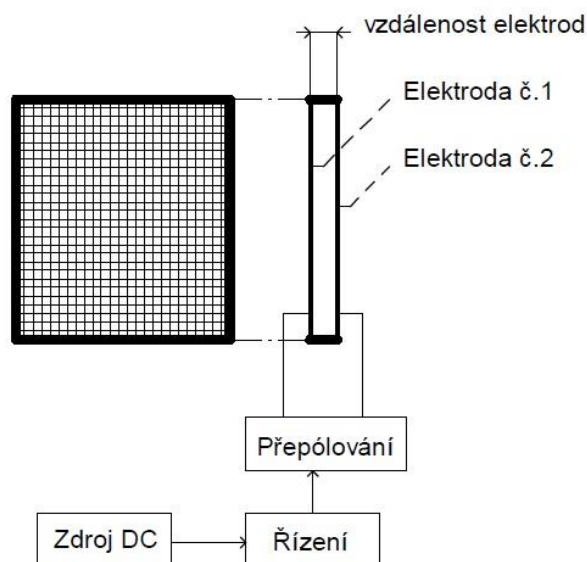 vzdálenost elektrod
Elektroda č.1
Elektroda č.2
Přepólování
Zdroj DC
Řízení